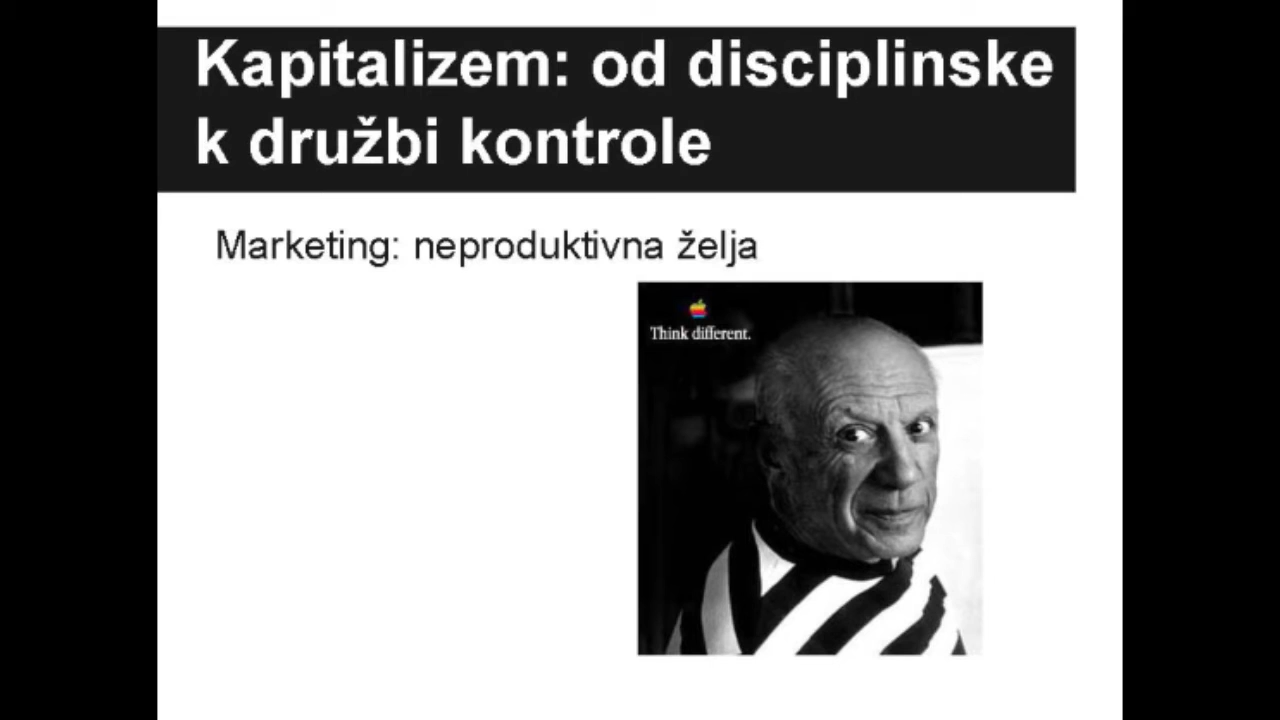 Kapitalizem: od disciplinske
k družbi kontrole
Marketing: neproduktivna želja
Think different.